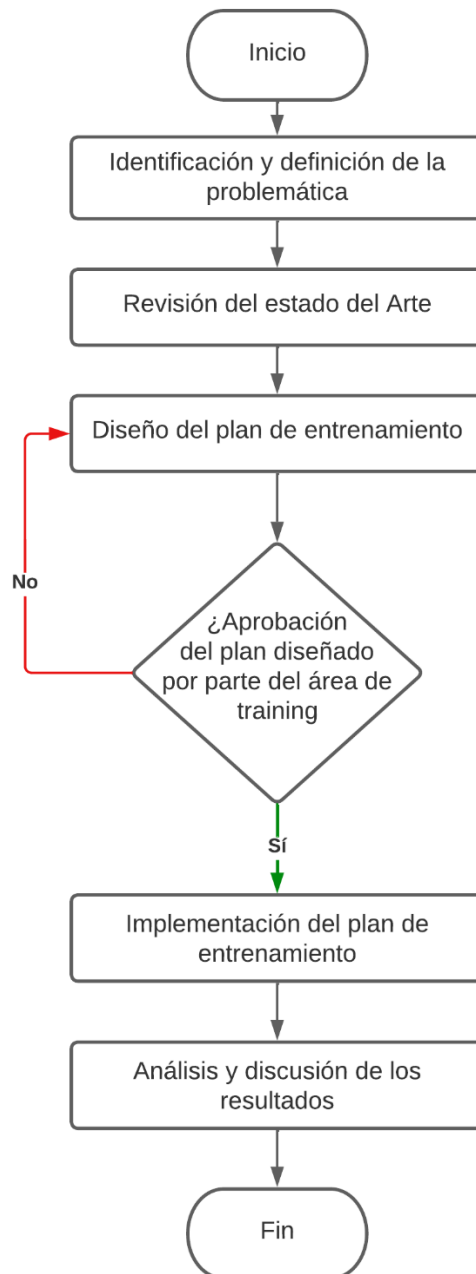 Inicio
Identificación y definición de la
problemática
Revisión del estado del Arte
Diseño del plan de entrenamiento
No
¿Aprobación
del plan diseñado
por parte del área de
training
Sí
Implementación del plan de
entrenamiento
Análisis y discusión de los
resultados
Fin